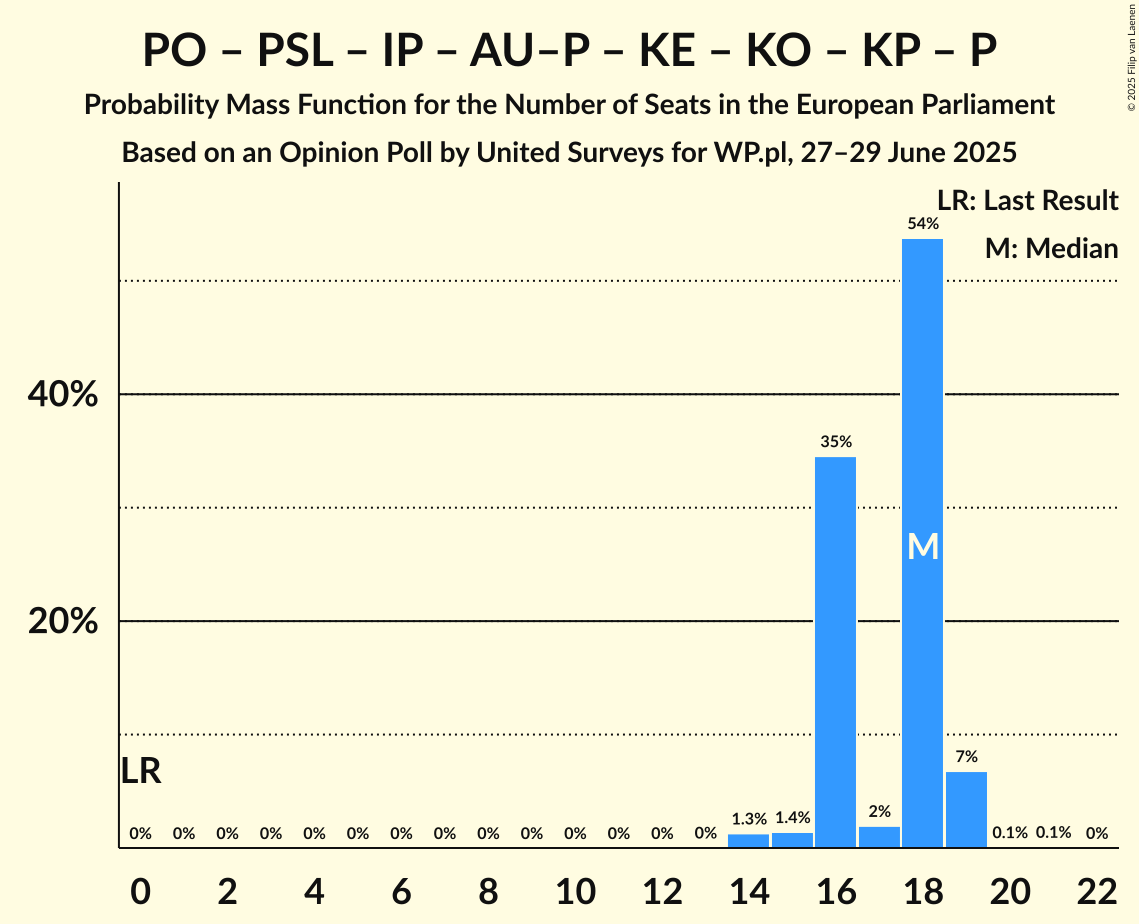 PO – PSL – IP – AU–P – KE – KO – KP – P
Probability Mass Function for the Number of Seats in the European Parliament
Based on an Opinion Poll by United Surveys for WP.pl, 27–29 June 2025
© 2025 Filip van Laenen
LR: Last Result
M: Median
54%
40%
35%
M
20%
7%
LR
0% 0% 0% 0% 0% 0% 0% 0% 0% 0% 0% 0% 0% 0% 1.3% 1.4% 2% 0.1% 0.1% 0%
0 2 4 6 8 10 12 14 16 18 20 22